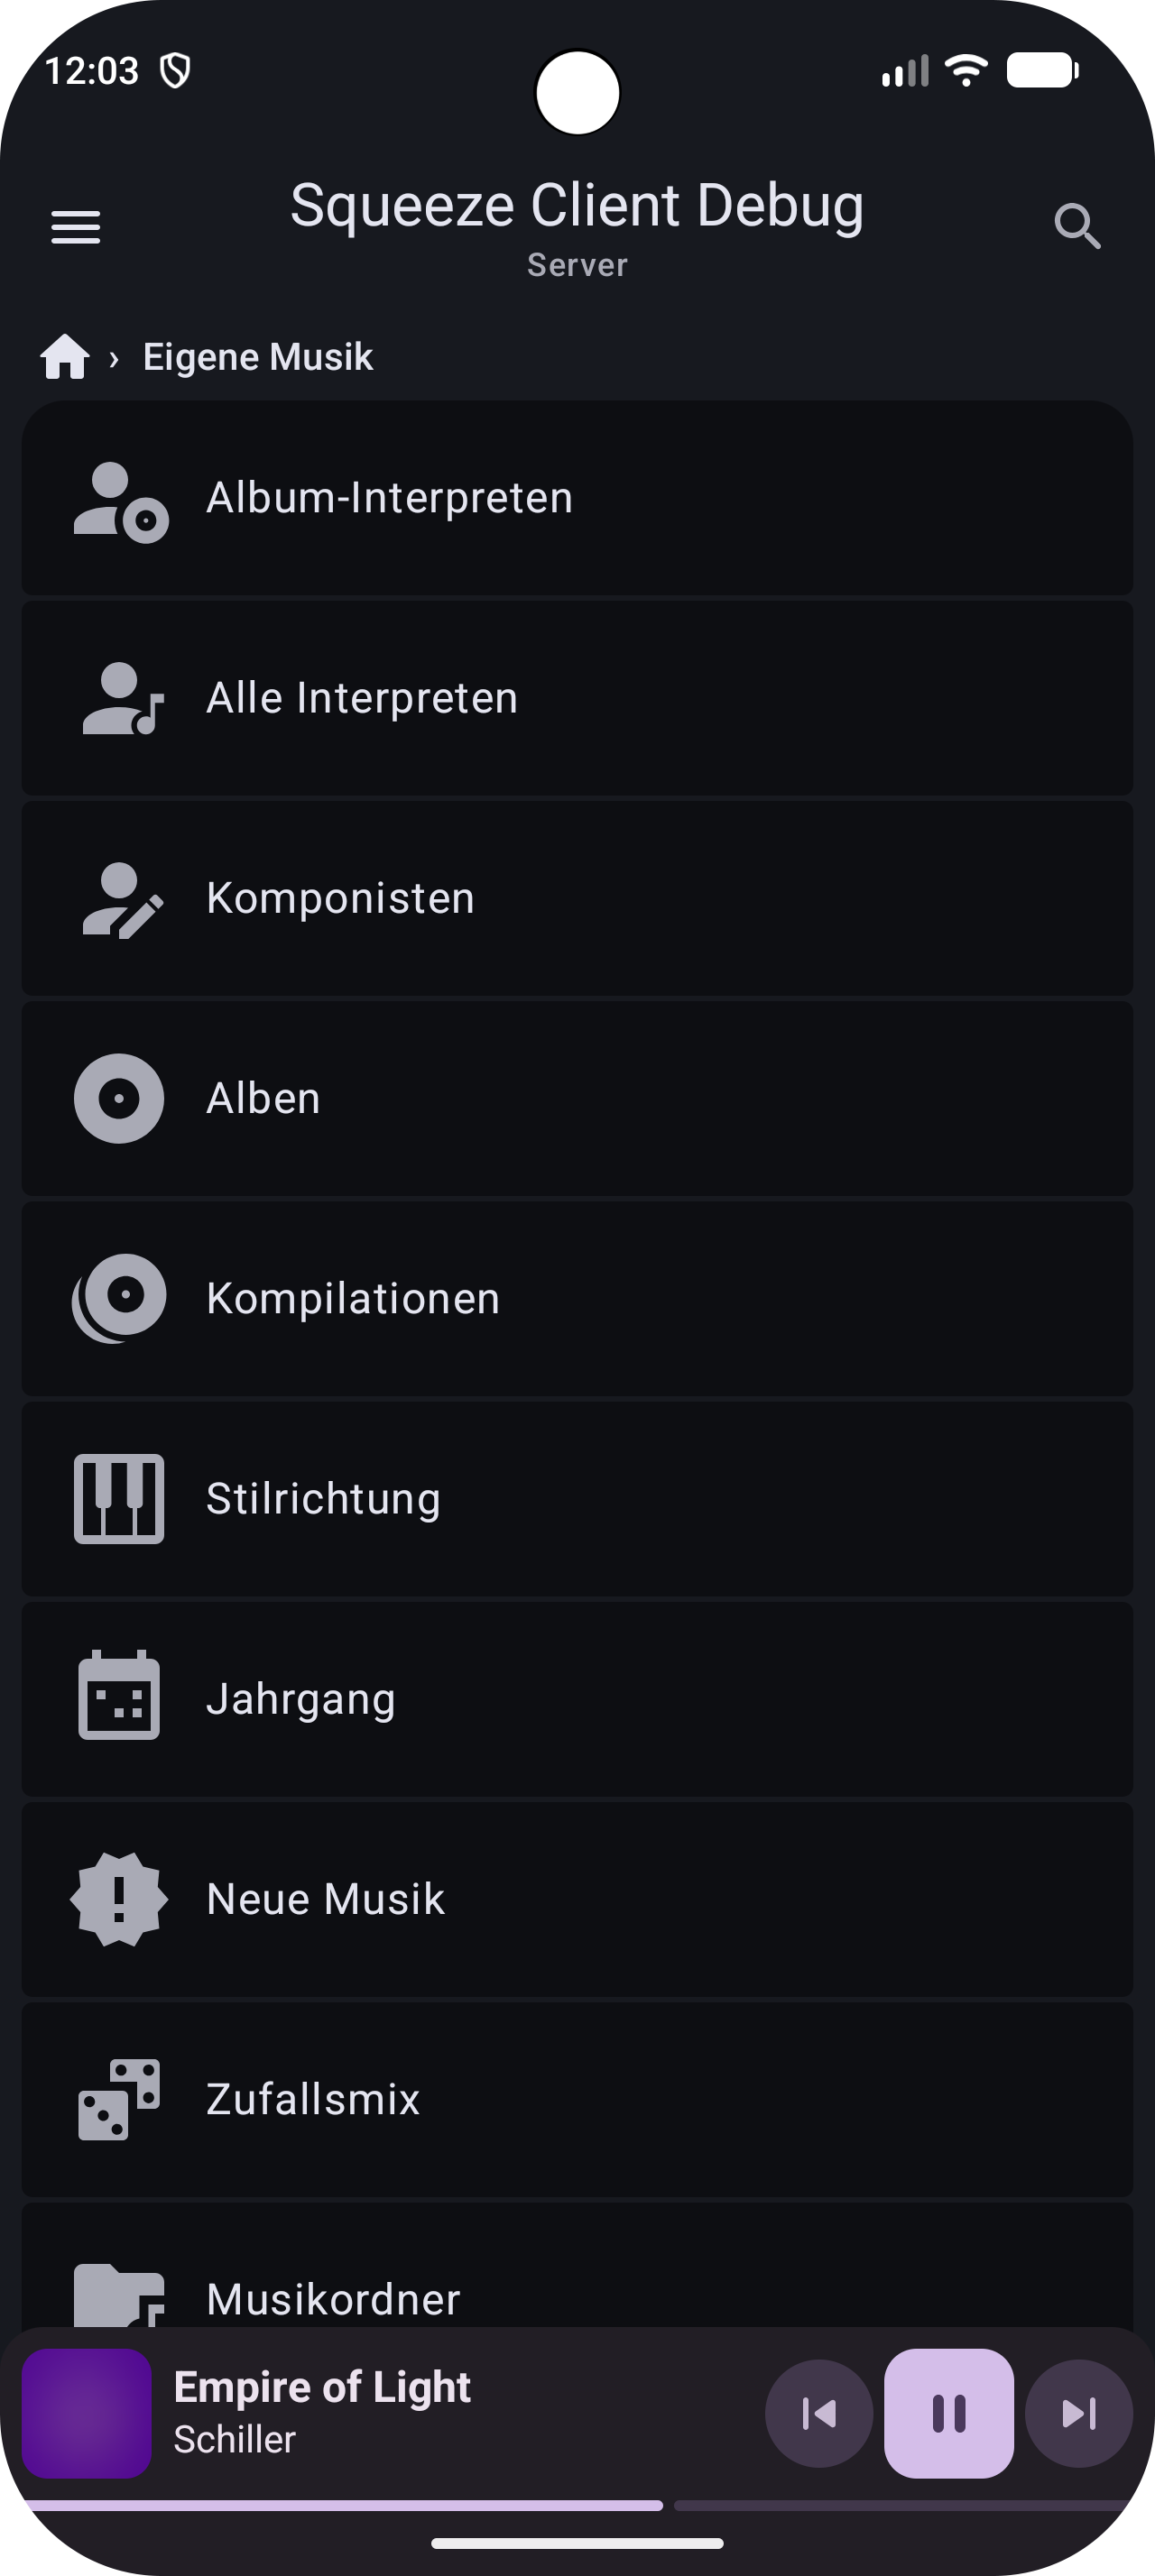 12:03
Squeeze Client Debug
Server
› Eigene Musik
Album-Interpreten
Alle Interpreten
Komponisten
Alben
Kompilationen
Stilrichtung
Jahrgang
Neue Musik
Zufallsmix
Musikordner
Empire of Light
Schiller